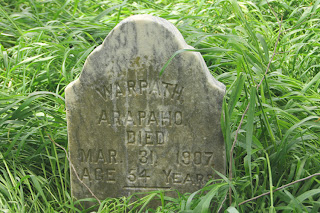 WARPATH
ARAPAHO
DIED
MAR. 31. 1907
AGE 54 YEARS